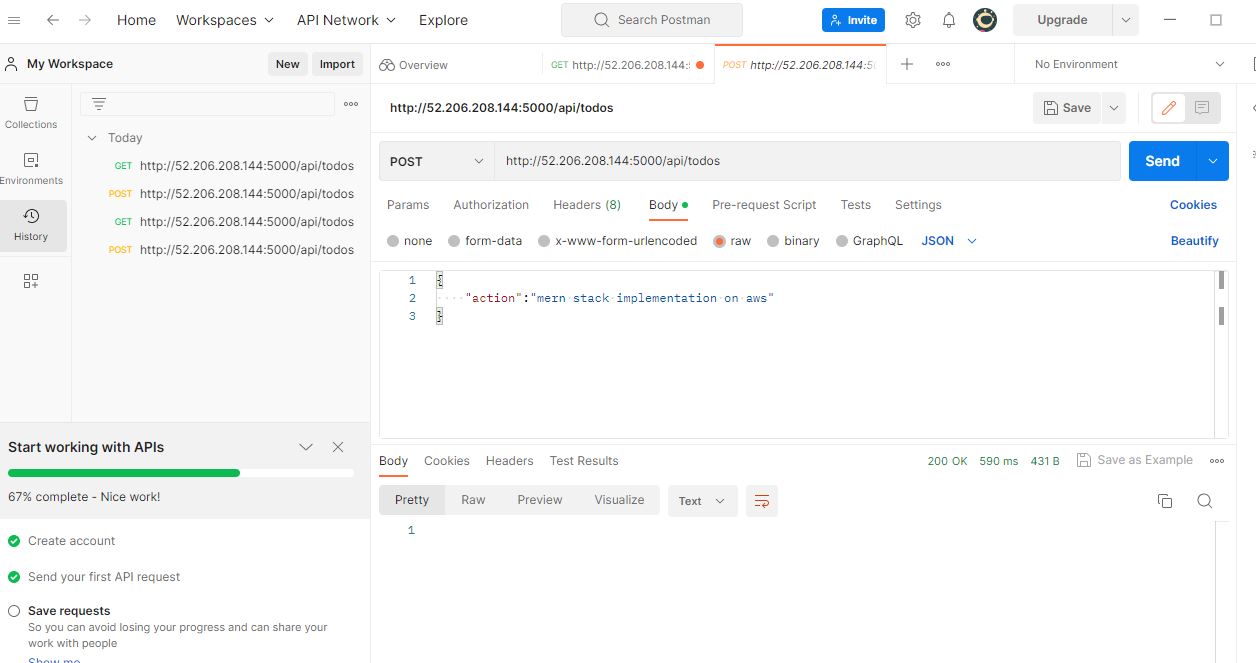 Home Workspaces API Network Explore Search Postman Invite Upgrade
My Workspace New Import Overview GET http://52.206.208.144: POST http://52.206.208.144:50 No Environment
Collections
Environments
History
Today
GET http://52.206.208.144:5000/api/todos
POST http://52.206.208.144:5000/api/todos
GET http://52.206.208.144:5000/api/todos
POST http://52.206.208.144:5000/api/todos
http://52.206.208.144:5000/api/todos Save
POST http://52.206.208.144:5000/api/todos Send
Params Authorization Headers (8) Body Pre-request Script Tests Settings Cookies
none form-data x-www-form-urlencoded raw binary GraphQL JSON Beautify
1 {
2 "action":"mern stack implementation on aws"
3 }
Start working with APIs
67% complete - Nice work!
Create account
Send your first API request
Save requests
So you can avoid losing your progress and can share your
work with people
Show me
Body Cookies Headers Test Results 200 OK 590 ms 431 B Save as Example
Pretty Raw Preview Visualize Text
1